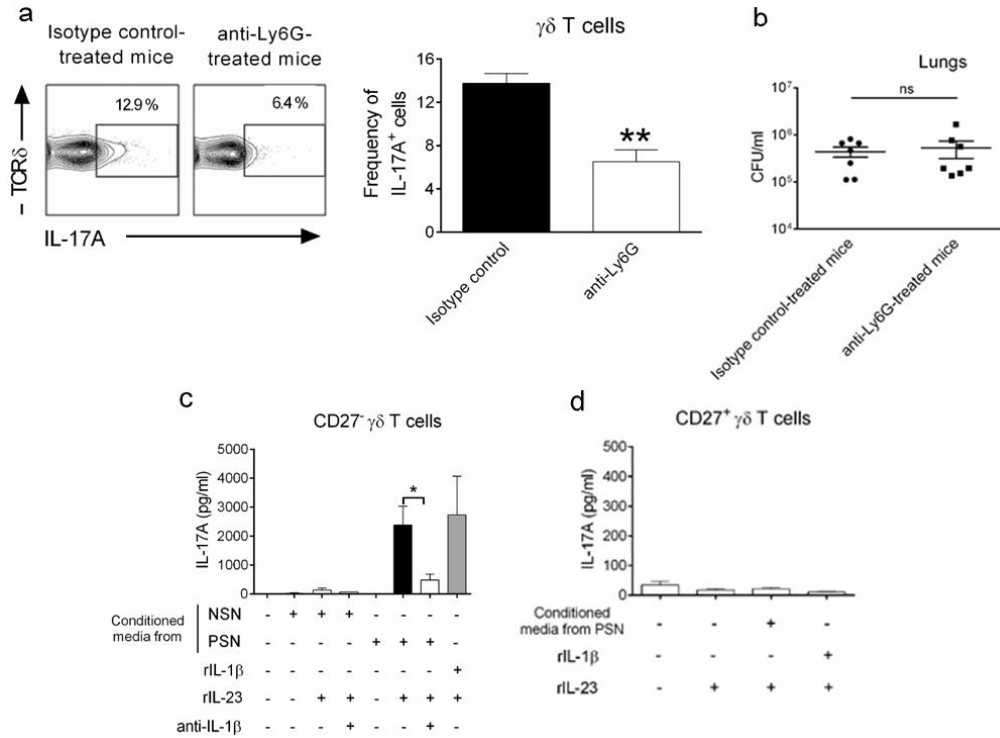 a
Isotype control-
treated mice
anti-Ly6G-
treated mice
12.9 %
6.4 %
TCRδ
IL-17A
γδ T cells
Frequency of
IL-17A⁺ cells
16
12
8
4
0
**
Isotype control
anti-Ly6G
b
Lungs
ns
CFU/ml
10⁷
10⁶
10⁵
10⁴
Isotype control-treated mice
anti-Ly6G-treated mice
c
CD27⁻ γδ T cells
IL-17A (pg/ml)
5000
4000
3000
2000
1000
0
*
Conditioned
media from
NSN - + + + - - - -
PSN - - - - + + + -
rIL-1β - - - - - - - +
rIL-23 - - + + - + + +
anti-IL-1β - - - + - - + -
d
CD27⁺ γδ T cells
IL-17A (pg/ml)
500
400
300
200
100
0
Conditioned
media from PSN - - + -
rIL-1β - - - +
rIL-23 - + + +